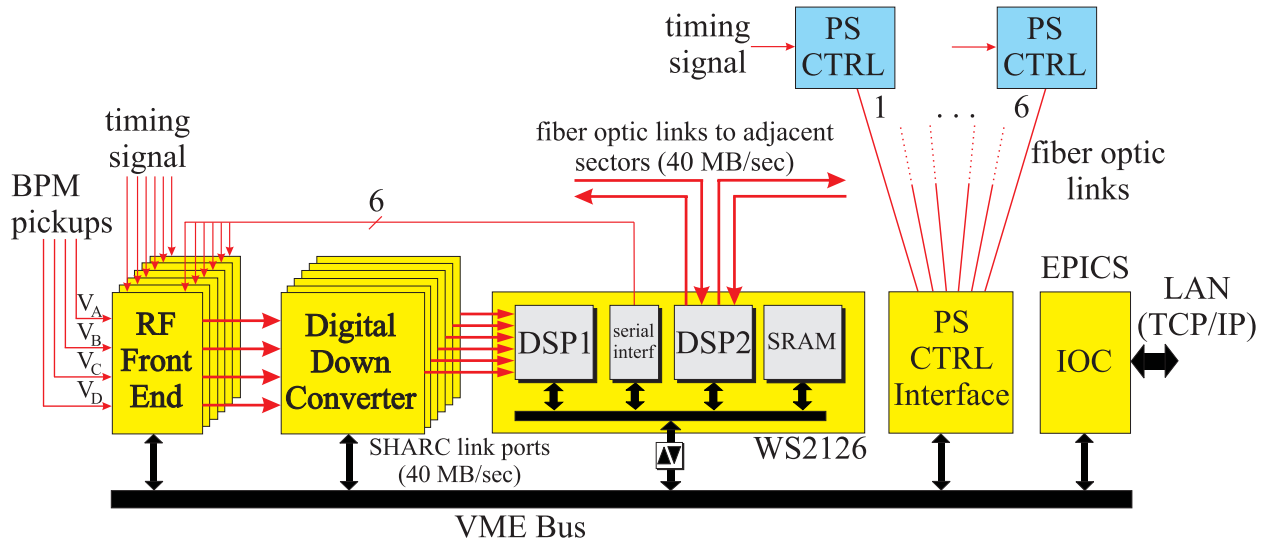 timing
signal
PS
CTRL
PS
CTRL
1
. . .
6
fiber optic
links
timing
signal
fiber optic links to adjacent
sectors (40 MB/sec)
BPM
pickups
6
V_A
V_B
V_C
V_D
RF
Front
End
Digital
Down
Converter
DSP1
serial
interf
DSP2
SRAM
WS2126
PS
CTRL
Interface
EPICS
IOC
LAN
(TCP/IP)
SHARC link ports
(40 MB/sec)
VME Bus